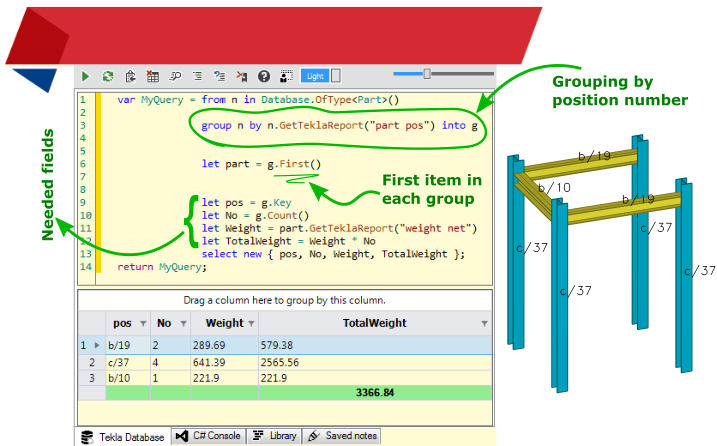 Light
Grouping by
position number
1 var MyQuery = from n in Database.OfType<Part>()
2
3 group n by n.GetTeklaReport("part pos") into g
4
5
6 let part = g.First()
7
8
First item in
each group
Needed fields
9 let pos = g.Key
10 let No = g.Count()
11 let Weight = part.GetTeklaReport("weight net")
12 let TotalWeight = Weight * No
13 select new { pos, No, Weight, TotalWeight };
14 return MyQuery;
Drag a column here to group by this column.
pos No Weight TotalWeight
1 b/19 2 289.69 579.38
2 c/37 4 641.39 2565.56
3 b/10 1 221.9 221.9
3366.84
Tekla Database C# Console Library Saved notes
b/19
b/10
b/19
c/37
c/37
c/37
c/37